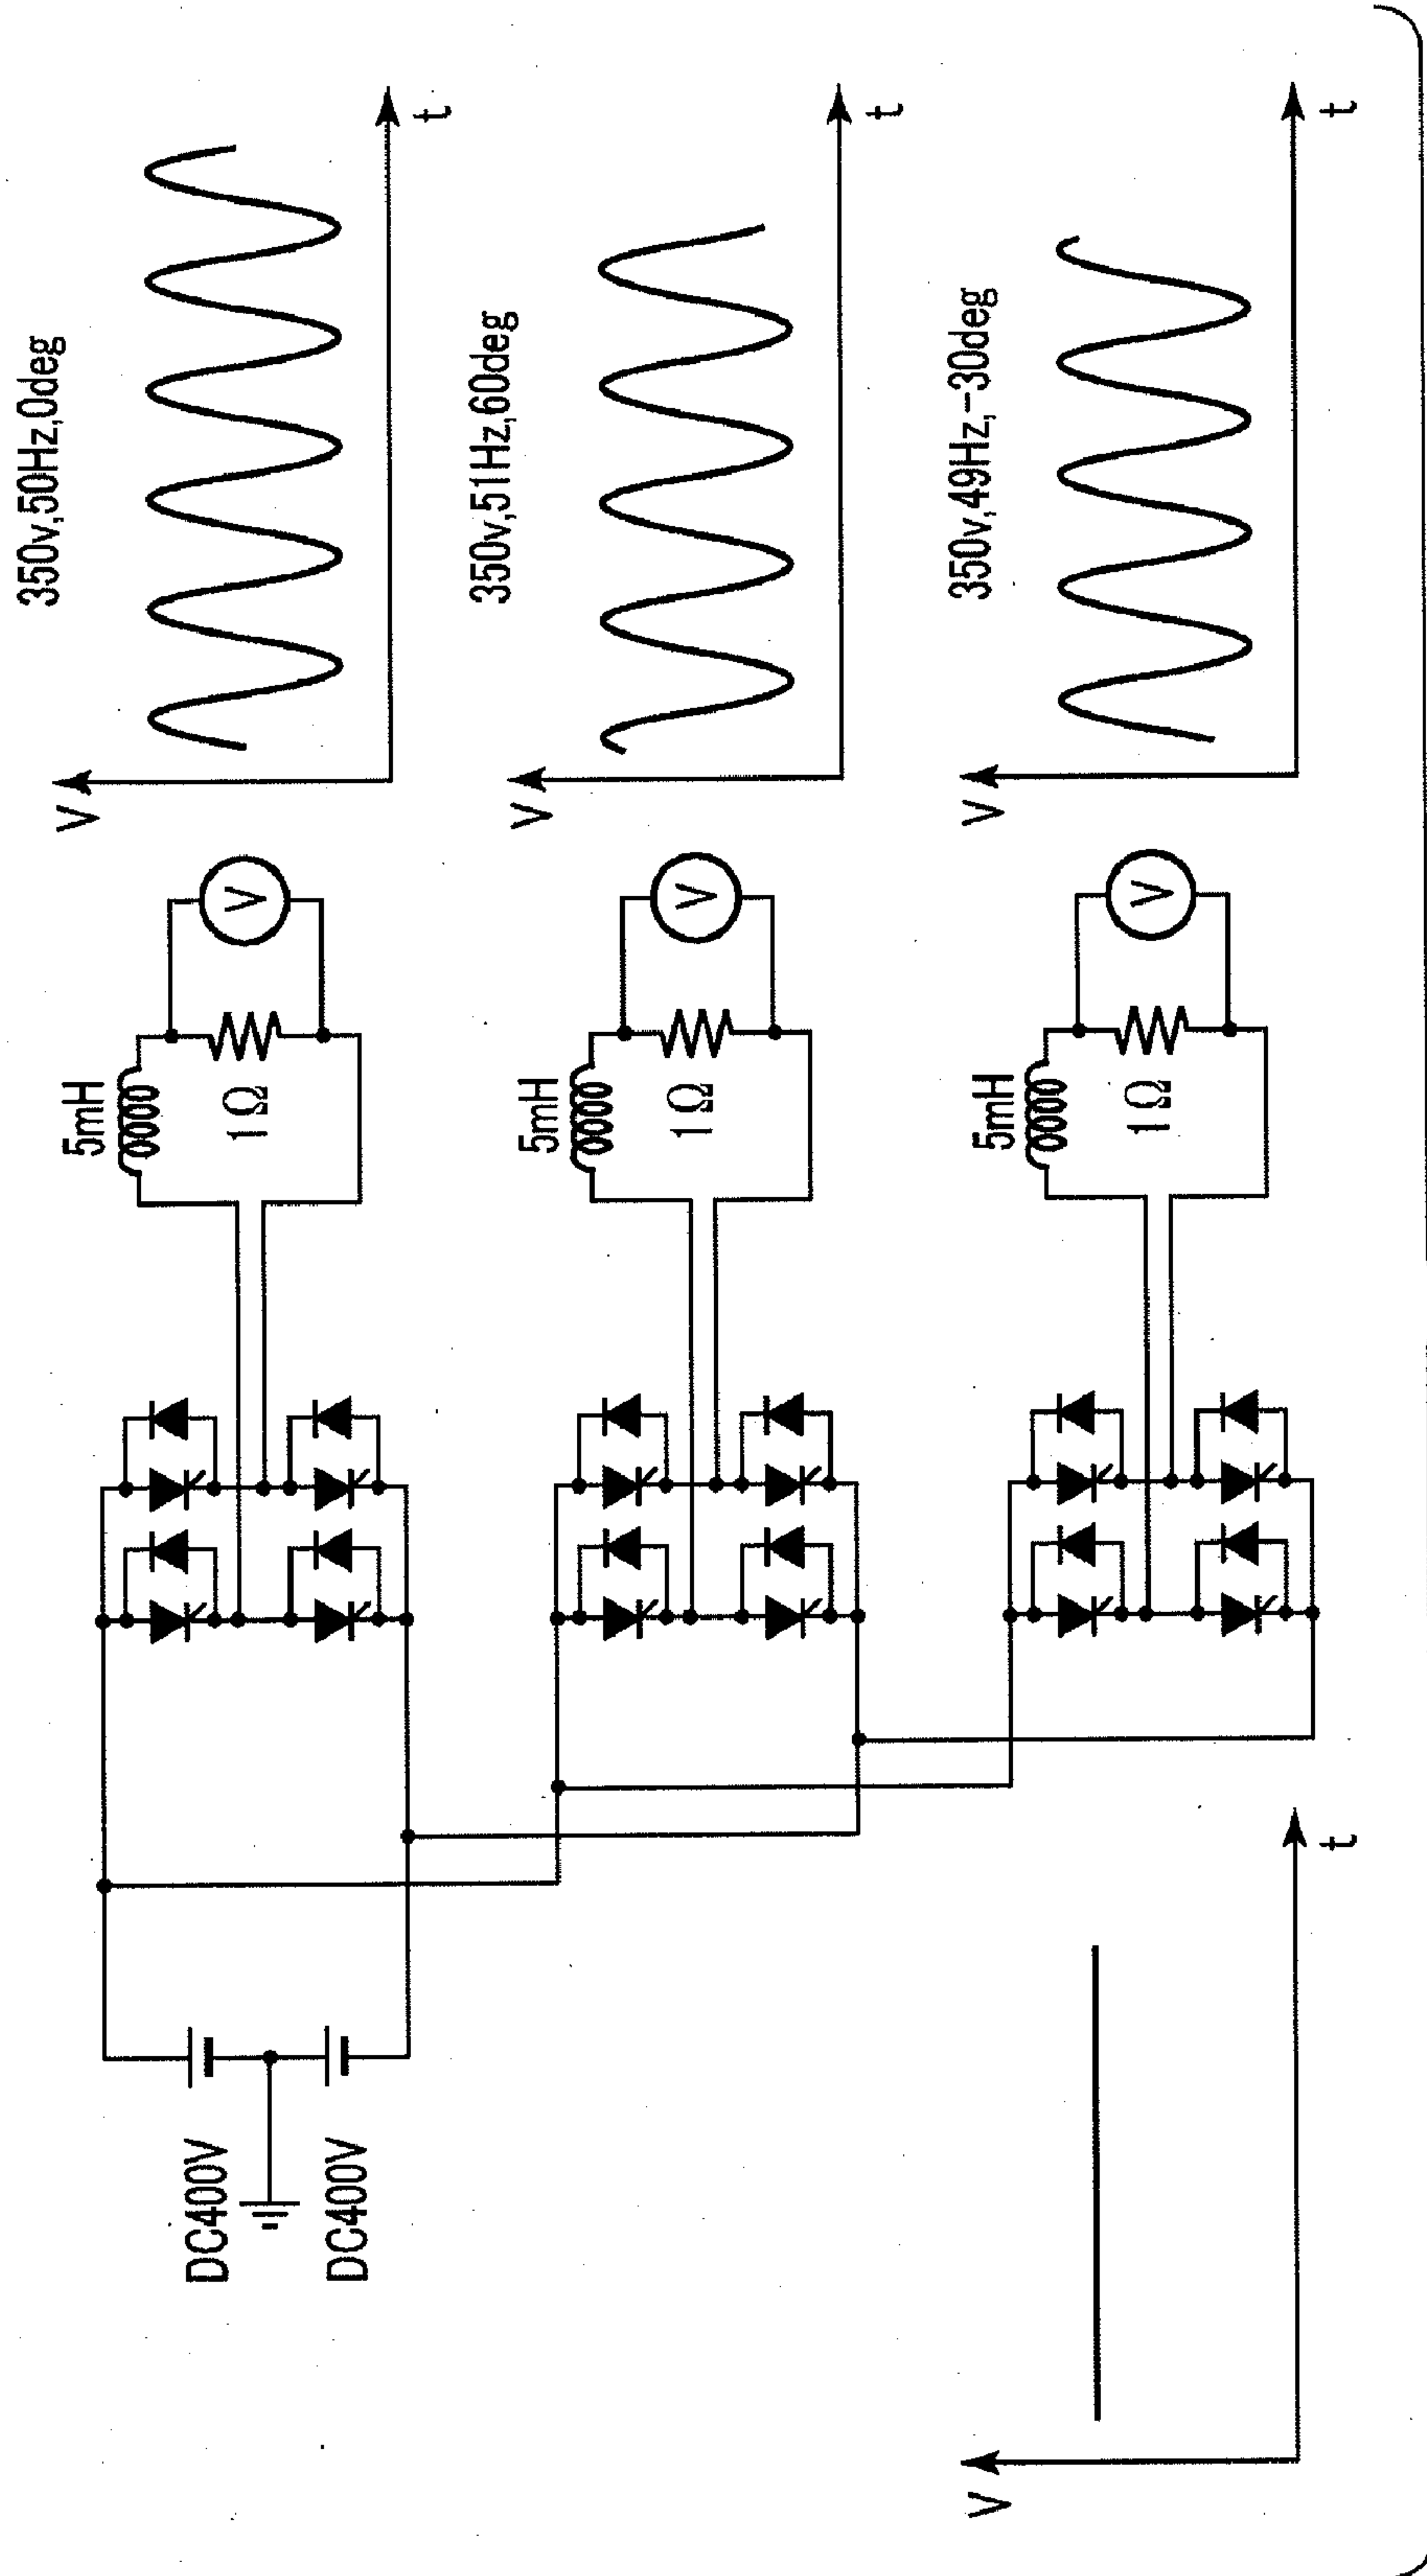 350v,50Hz,0deg
V
t
5mH
1Ω
V
350v,51Hz,60deg
V
t
5mH
1Ω
V
350v,49Hz,-30deg
V
t
5mH
1Ω
V
DC400V
DC400V
V
t